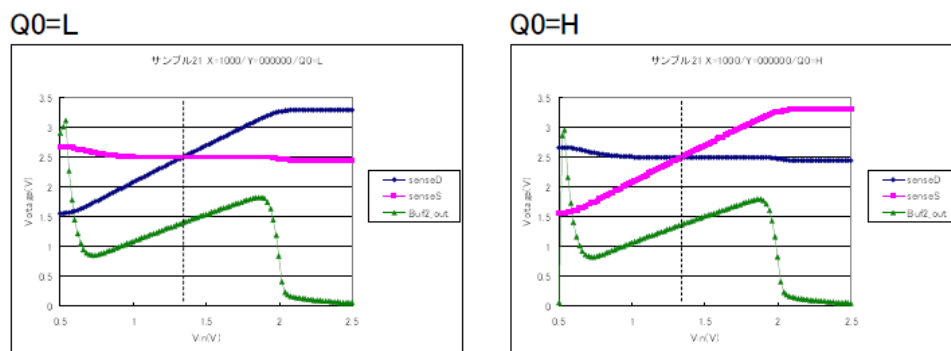 Q0=L
サンプル21 X=1000/Y=000000/Q0=L
3.5
3
2.5
2
1.5
1
0.5
0
0.5
1
1.5
2
2.5
Votage(V)
Vin(V)
senseD
senseS
Buf2_out
Q0=H
サンプル21 X=1000/Y=000000/Q0=H
3.5
3
2.5
2
1.5
1
0.5
0
0.5
1
1.5
2
2.5
Votage(V)
Vin(V)
senseD
senseS
Buf2_out